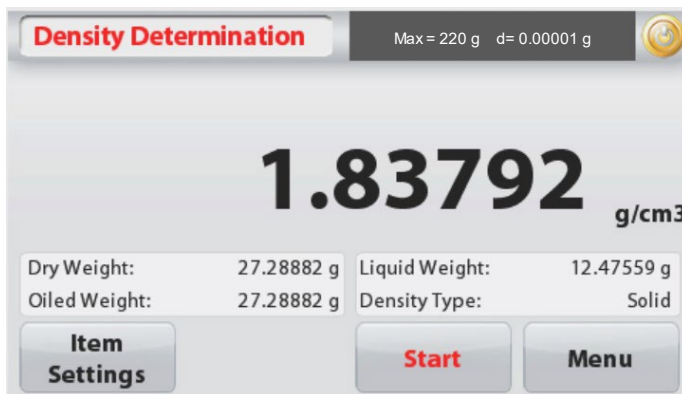 Density Determination Max = 220 g d= 0.00001 g
1.83792 g/cm3
Dry Weight: 27.28882 g Liquid Weight: 12.47559 g
Oiled Weight: 27.28882 g Density Type: Solid
Item
Settings
Start
Menu